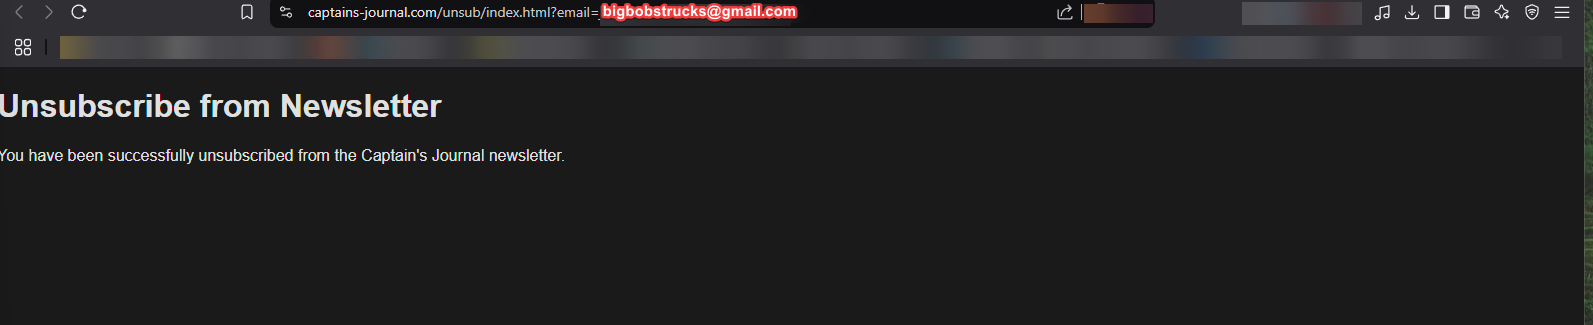 captains-journal.com/unsub/index.html?email=bigbobstrucks@gmail.com
Unsubscribe from Newsletter
You have been successfully unsubscribed from the Captain's Journal newsletter.